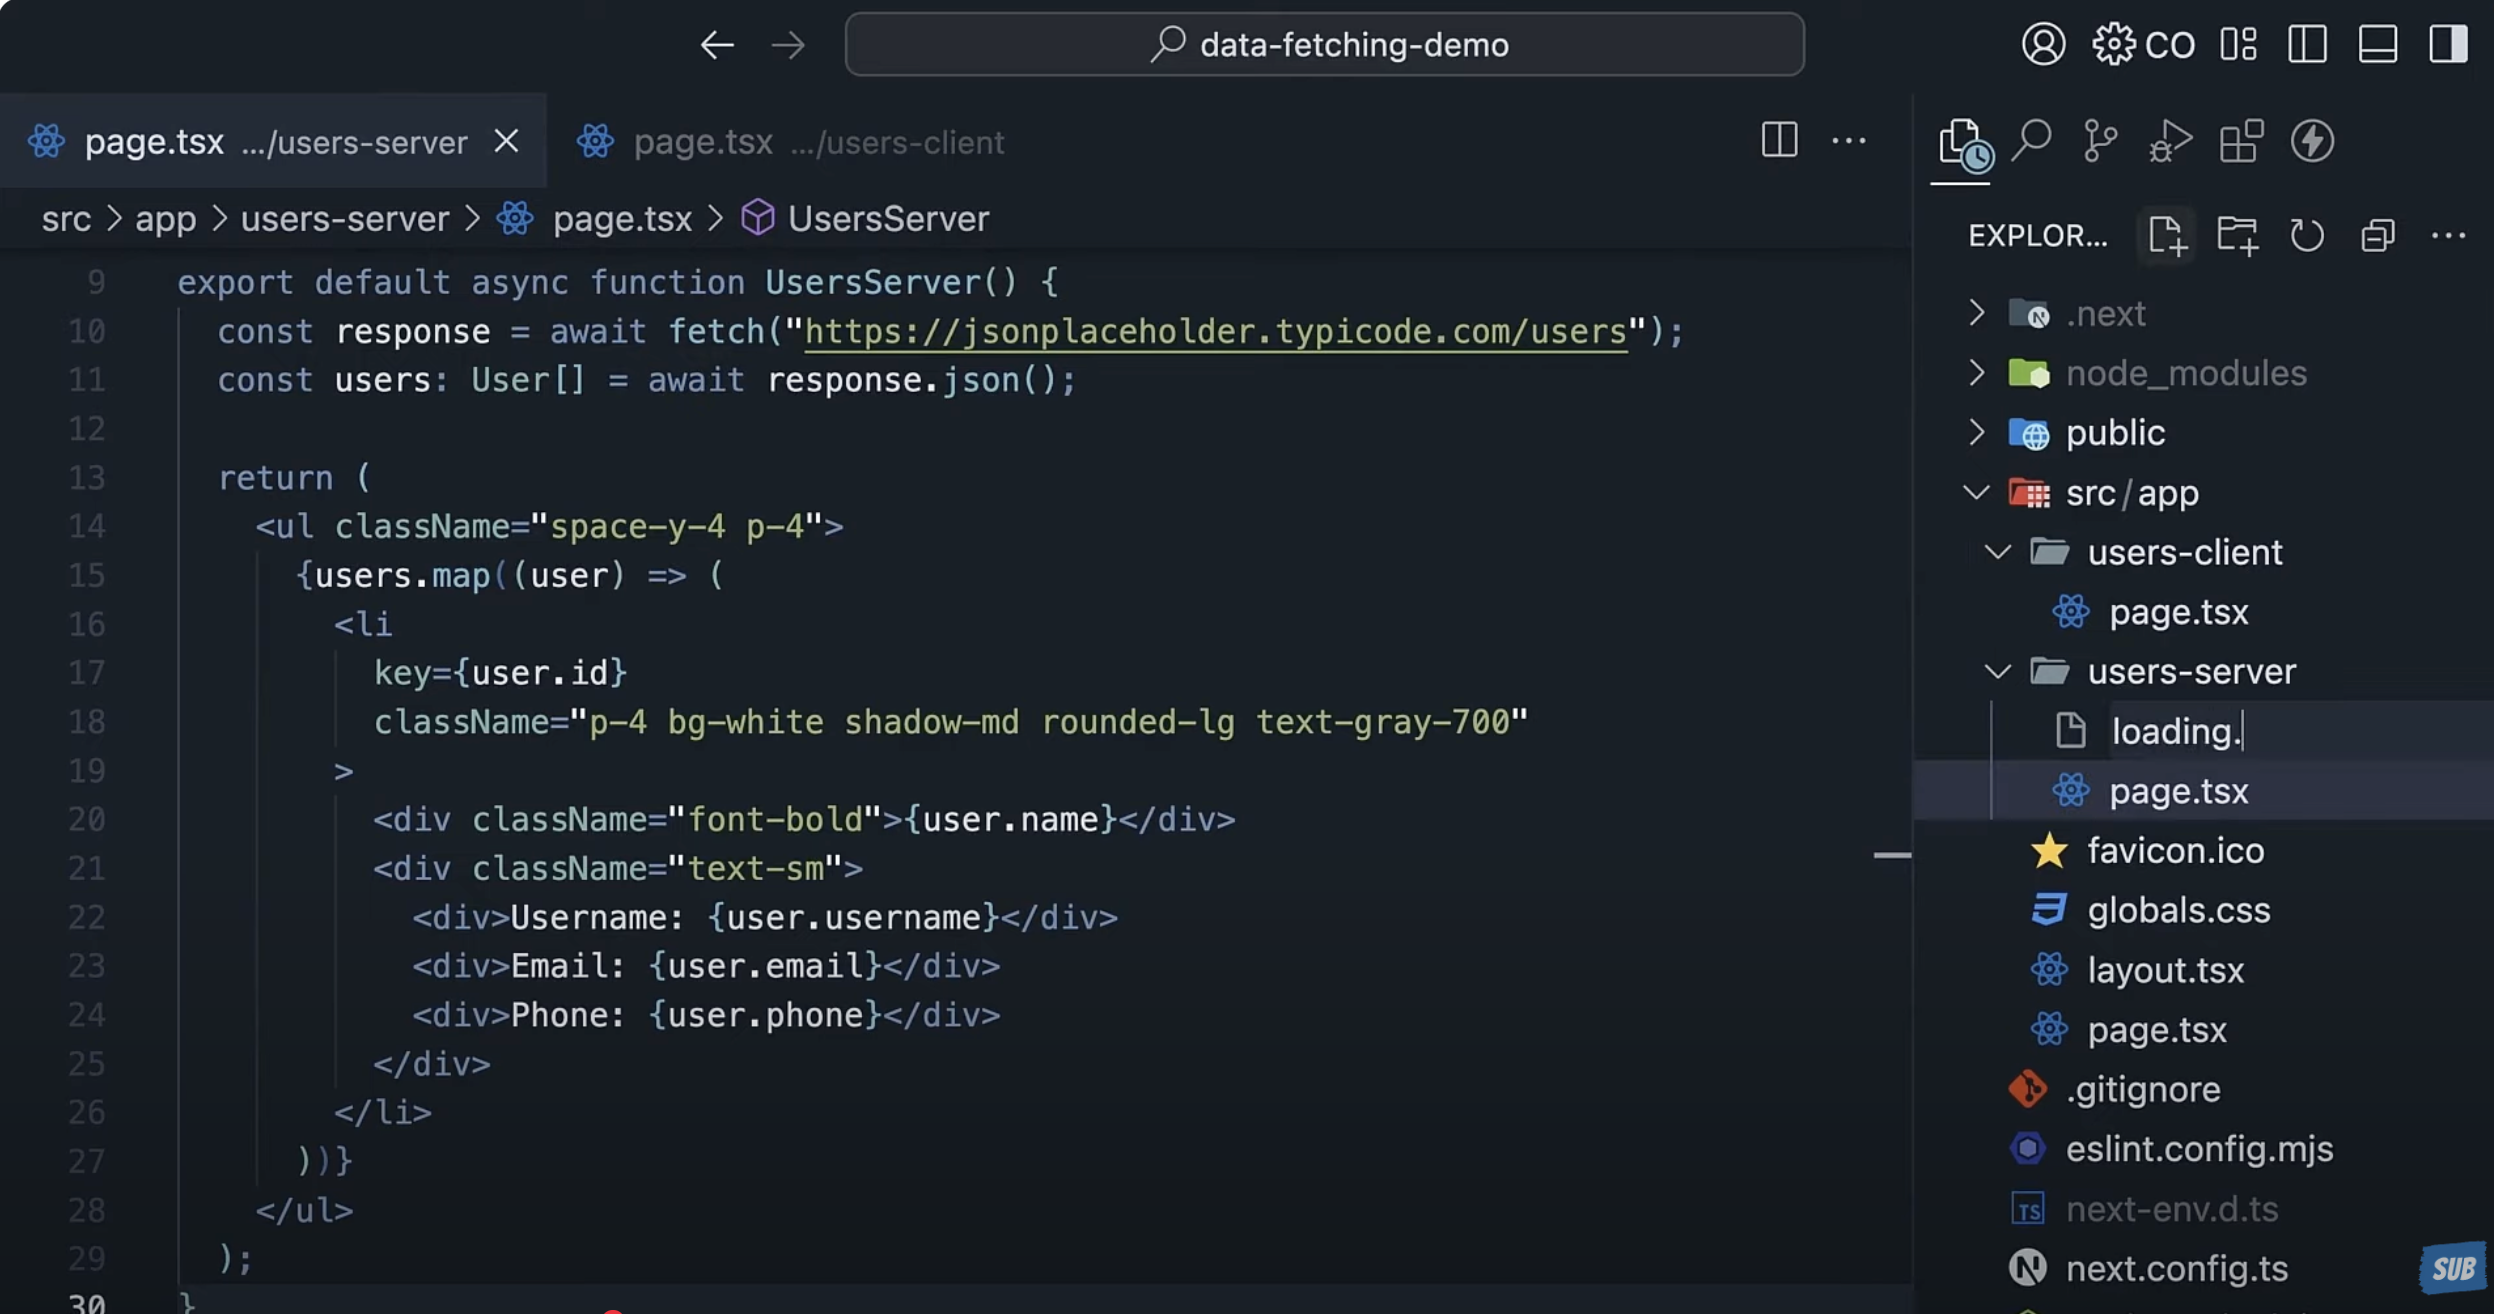 data-fetching-demo
CO
page.tsx .../users-server
page.tsx .../users-client
src > app > users-server > page.tsx > UsersServer
9 export default async function UsersServer() {
10 const response = await fetch("https://jsonplaceholder.typicode.com/users");
11 const users: User[] = await response.json();
12
13 return (
14 <ul className="space-y-4 p-4">
15 {users.map((user) => (
16 <li
17 key={user.id}
18 className="p-4 bg-white shadow-md rounded-lg text-gray-700"
19 >
20 <div className="font-bold">{user.name}</div>
21 <div className="text-sm">
22 <div>Username: {user.username}</div>
23 <div>Email: {user.email}</div>
24 <div>Phone: {user.phone}</div>
25 </div>
26 </li>
27 ))}
28 </ul>
29 );
30 }
EXPLOR...
.next
node_modules
public
src/app
users-client
page.tsx
users-server
loading.
page.tsx
favicon.ico
globals.css
layout.tsx
page.tsx
.gitignore
eslint.config.mjs
TS next-env.d.ts
N next.config.ts
SUB